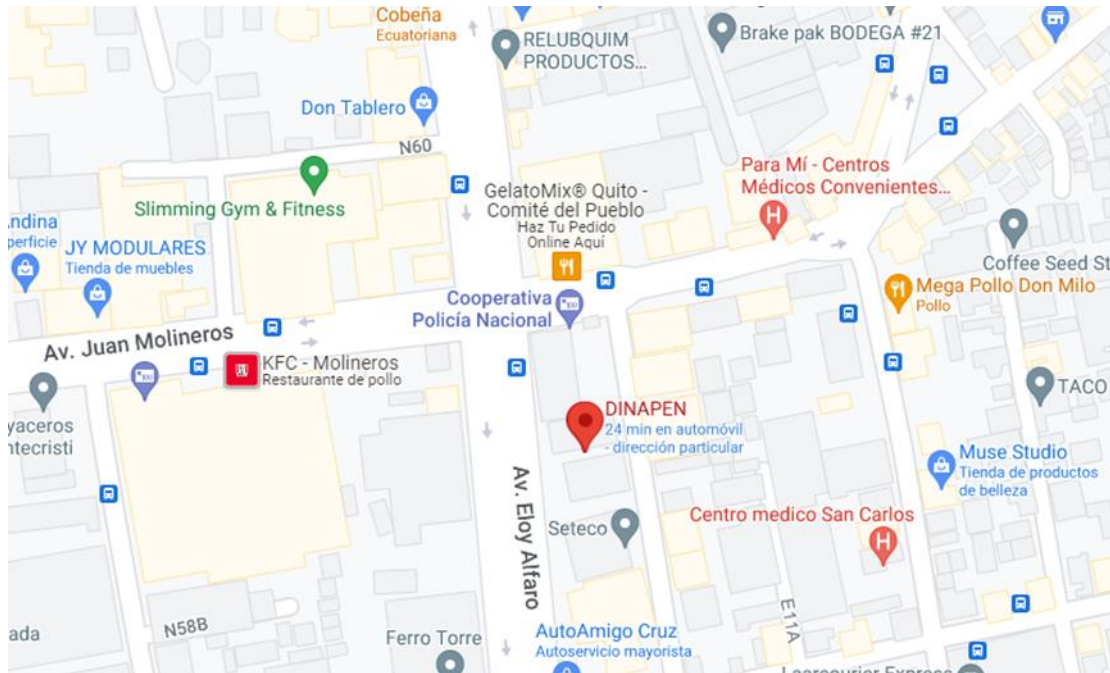 Cobeña
Ecuatoriana
RELUBQUIM
PRODUCTOS...
Brake pak BODEGA #21
Don Tablero
N60
Slimming Gym & Fitness
GelatoMix® Quito -
Comité del Pueblo
Haz Tu Pedido
Online Aquí
Para Mí - Centros
Médicos Convenientes...
JY MODULARES
Tienda de muebles
Coffee Seed St
Mega Pollo Don Milo
Pollo
Cooperativa
Policía Nacional
Av. Juan Molineros
KFC - Molineros
Restaurante de pollo
TACO
yaceros
ntecristi
DINAPEN
24 min en automóvil
- dirección particular
Muse Studio
Tienda de productos
de belleza
Av. Eloy Alfaro
Seteco
Centro medico San Carlos
E11A
N58B
ada
Ferro Torre
AutoAmigo Cruz
Autoservicio mayorista